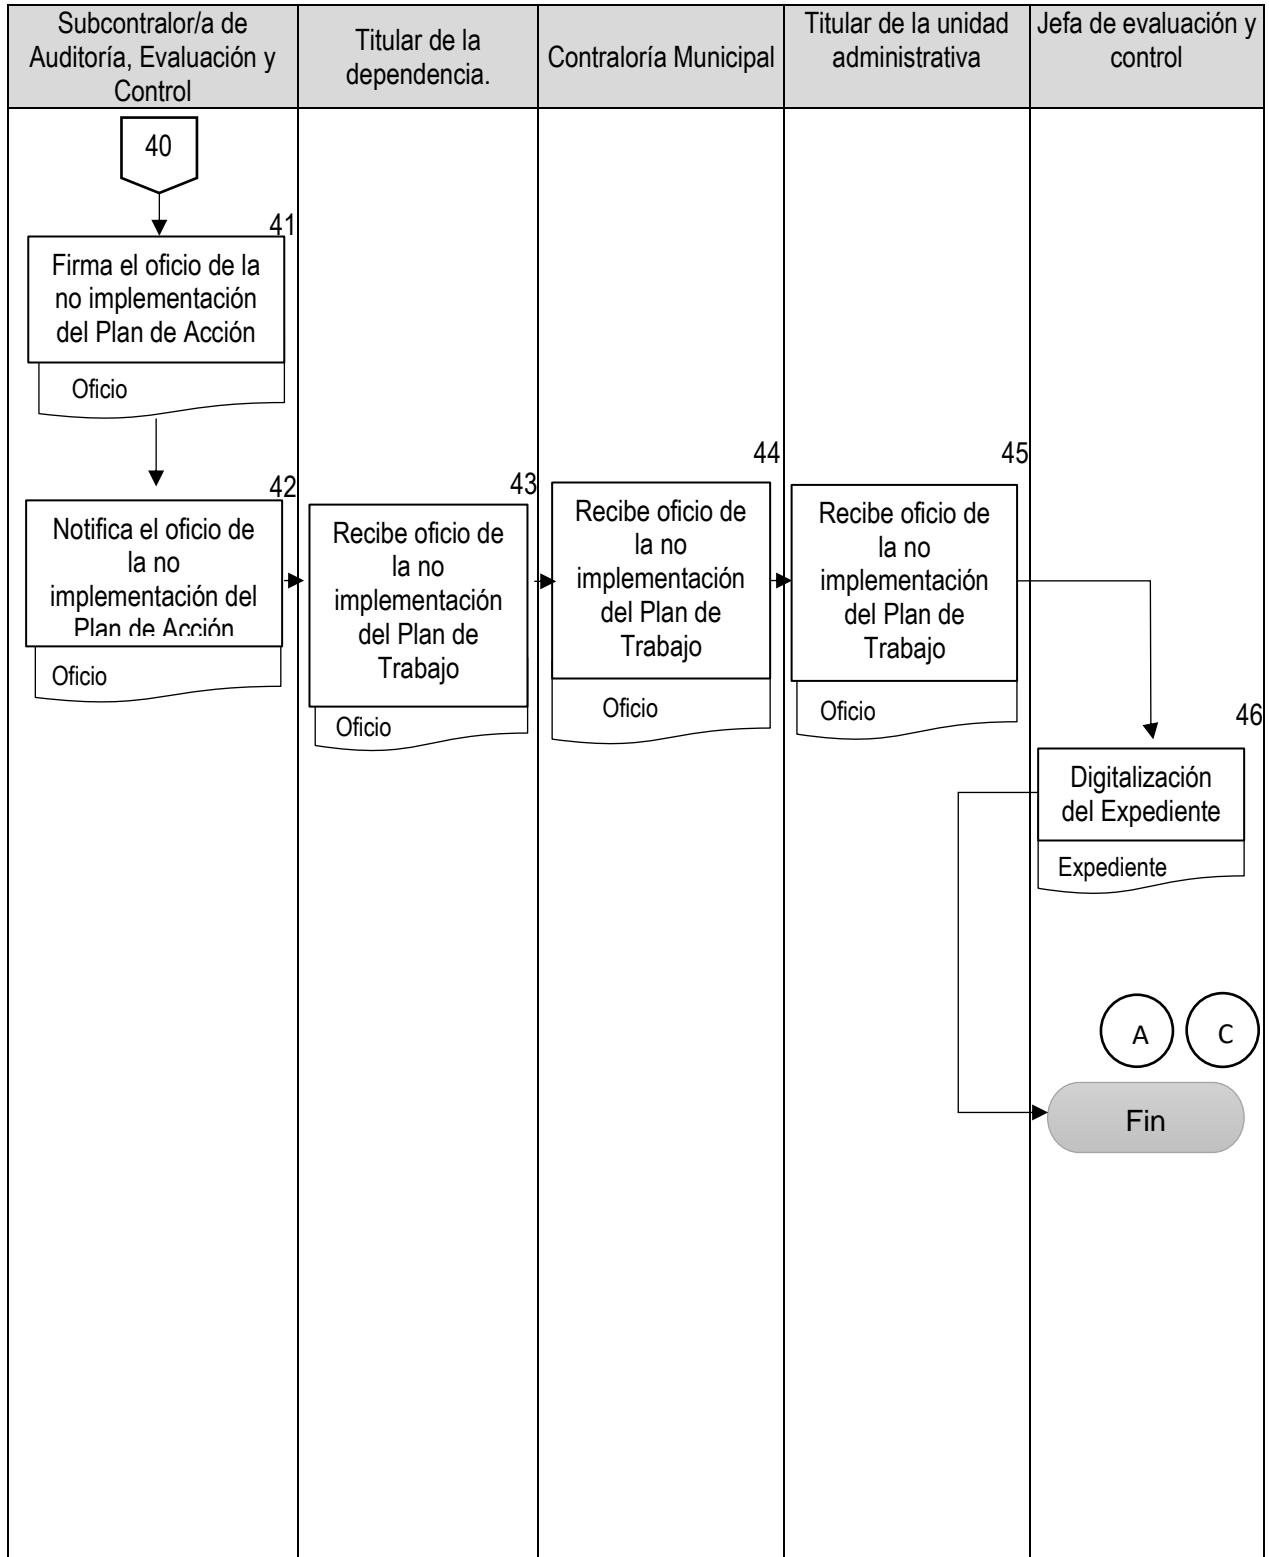 Subcontralor/a de
Auditoría, Evaluación y
Control
Titular de la
dependencia.
Contraloría Municipal
Titular de la unidad
administrativa
Jefa de evaluación y
control
40
41
Firma el oficio de la
no implementación
del Plan de Acción
Oficio
42
Notifica el oficio de
la no
implementación del
Plan de Acción
Oficio
43
Recibe oficio de
la no
implementación
del Plan de
Trabajo
Oficio
44
Recibe oficio de
la no
implementación
del Plan de
Trabajo
Oficio
45
Recibe oficio de
la no
implementación
del Plan de
Trabajo
Oficio
46
Digitalización
del Expediente
Expediente
A
C
Fin